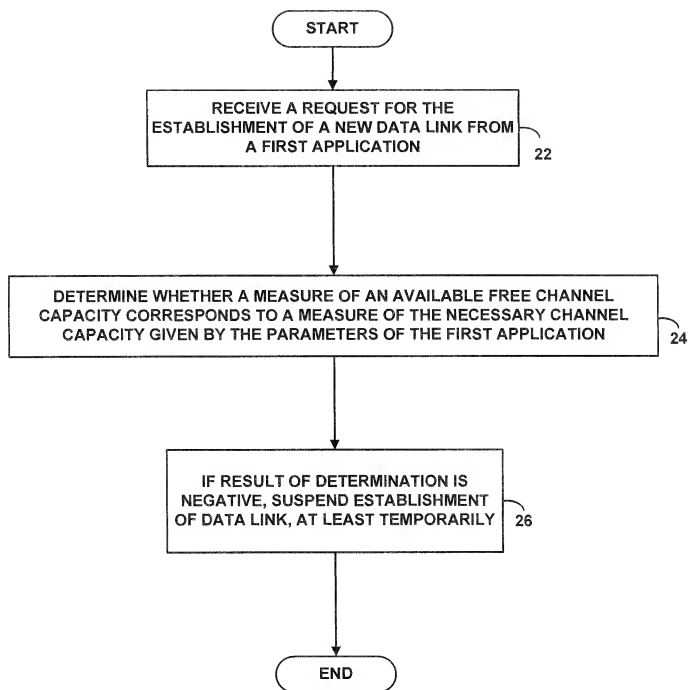 START
RECEIVE A REQUEST FOR THE
ESTABLISHMENT OF A NEW DATA LINK FROM
A FIRST APPLICATION
22
DETERMINE WHETHER A MEASURE OF AN AVAILABLE FREE CHANNEL
CAPACITY CORRESPONDS TO A MEASURE OF THE NECESSARY CHANNEL
CAPACITY GIVEN BY THE PARAMETERS OF THE FIRST APPLICATION
24
IF RESULT OF DETERMINATION IS
NEGATIVE, SUSPEND ESTABLISHMENT
OF DATA LINK, AT LEAST TEMPORARILY
26
END